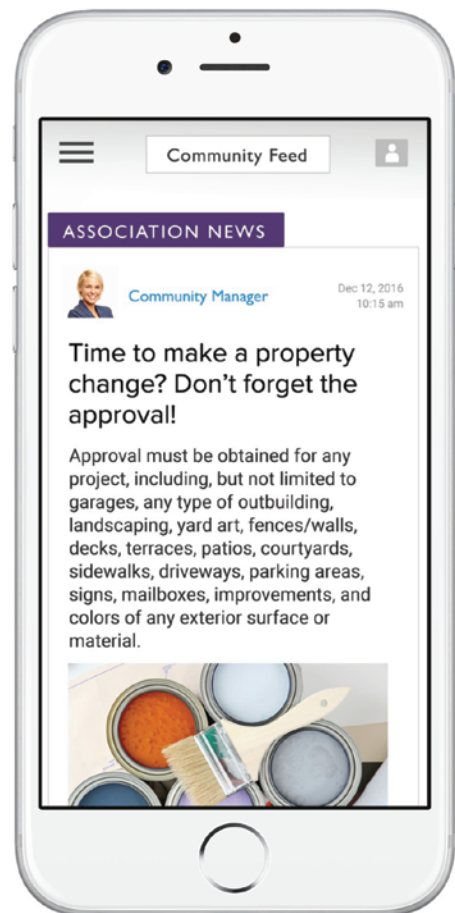 Community Feed
ASSOCIATION NEWS
Community Manager
Dec 12, 2016
10:15 am
Time to make a property
change? Don't forget the
approval!
Approval must be obtained for any
project, including, but not limited to
garages, any type of outbuilding,
landscaping, yard art, fences/walls,
decks, terraces, patios, courtyards,
sidewalks, driveways, parking areas,
signs, mailboxes, improvements, and
colors of any exterior surface or
material.